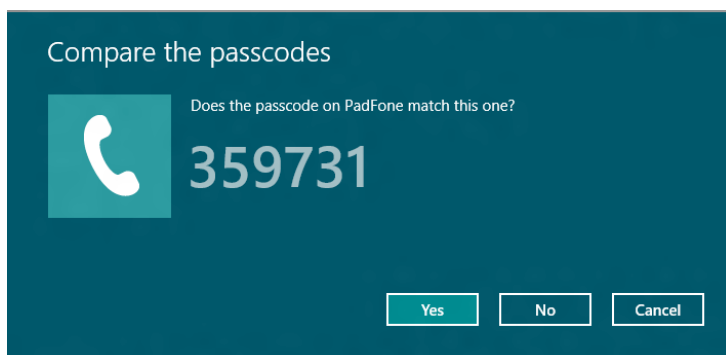 Compare the passcodes
Does the passcode on PadFone match this one?
359731
Yes No Cancel